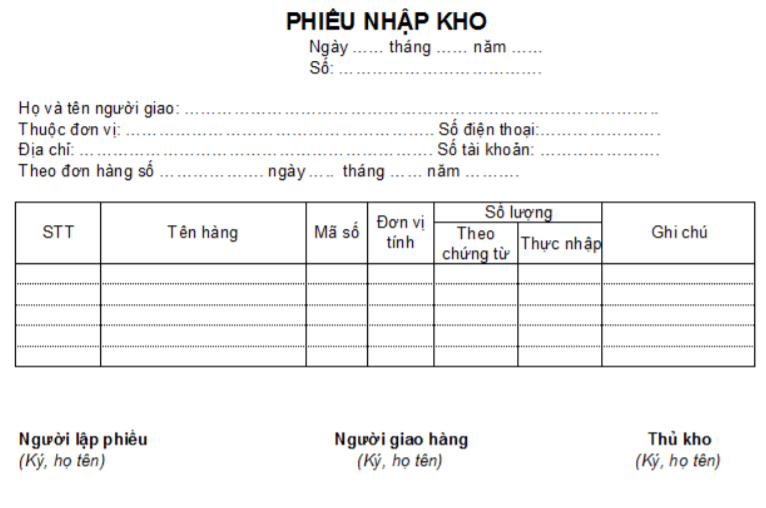 PHIẾU NHẬP KHO
Ngày …… tháng …… năm ……
Số: ……………………………….
Họ và tên người giao: ……………………………………………………………………………..
Thuộc đơn vị: ………………………………………………… Số điện thoại:………………….
Địa chỉ: ………………………………………………………… Số tài khoản: ………………….
Theo đơn hàng số ………………. ngày ….. tháng …… năm ……….
STT Tên hàng Mã số Đơn vị tính Số lượng Ghi chú
Theo chứng từ Thực nhập
Người lập phiếu Người giao hàng Thủ kho
(Ký, họ tên) (Ký, họ tên) (Ký, họ tên)